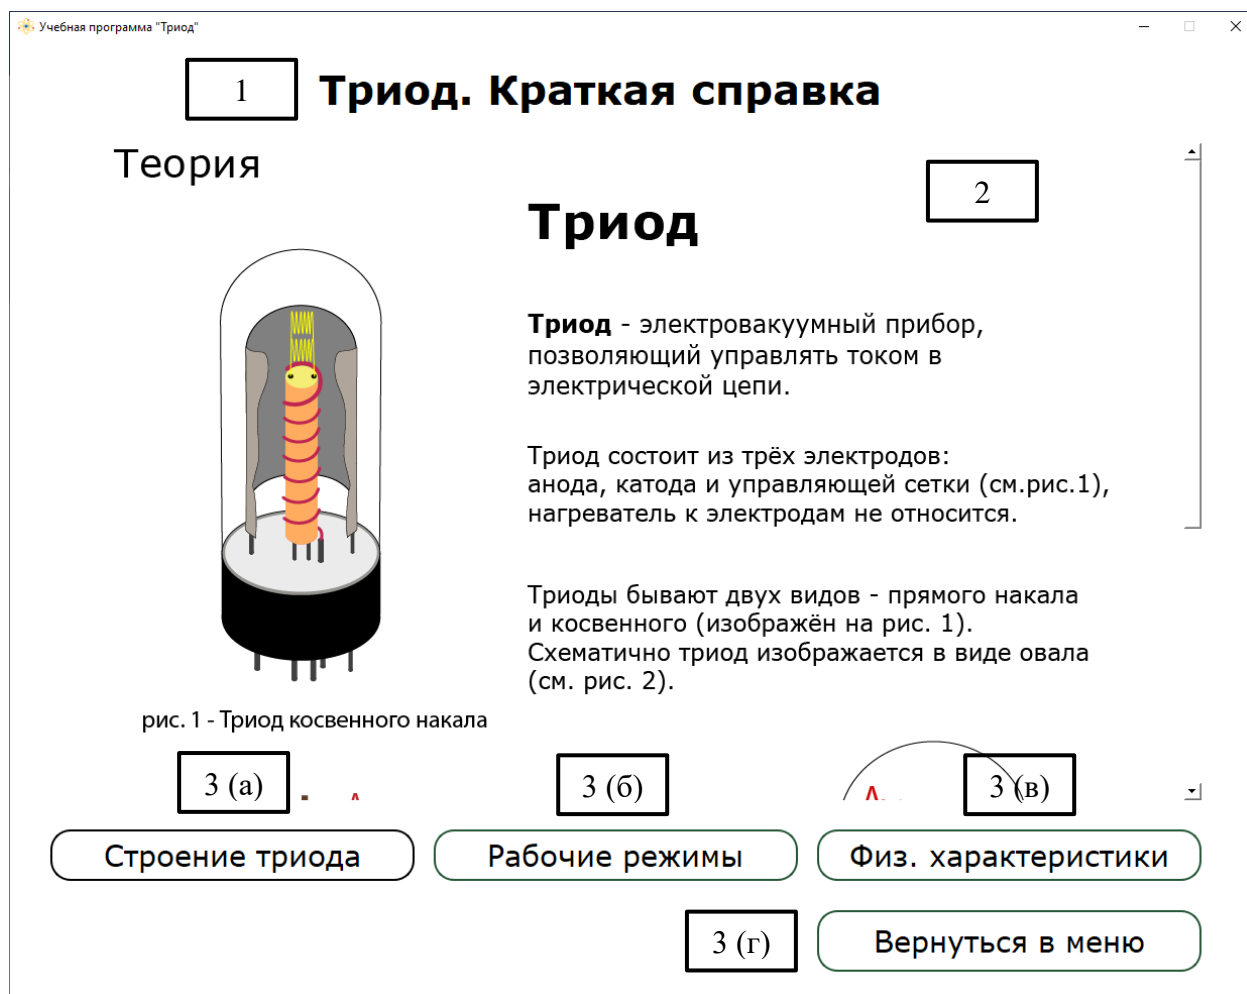 Учебная программа "Триод"
1
Триод. Краткая справка
Теория
2
Триод
Триод - электровакуумный прибор,
позволяющий управлять током в
электрической цепи.
Триод состоит из трёх электродов:
анода, катода и управляющей сетки (см.рис.1),
нагреватель к электродам не относится.
Триоды бывают двух видов - прямого накала
и косвенного (изображён на рис. 1).
Схематично триод изображается в виде овала
(см. рис. 2).
рис. 1 - Триод косвенного накала
3 (а)
3 (б)
3 (в)
Строение триода
Рабочие режимы
Физ. характеристики
3 (г)
Вернуться в меню